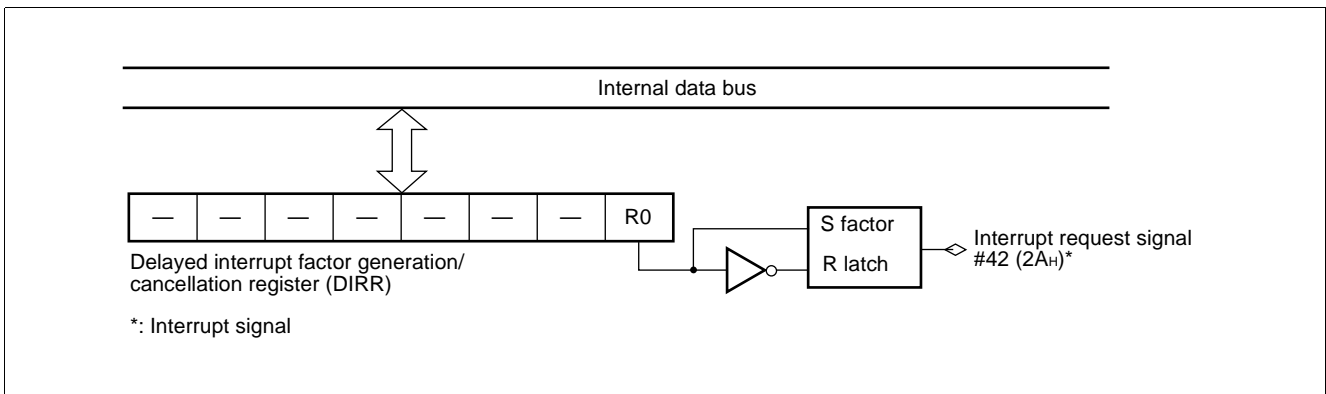 Internal data bus
— — — — — — — R0
S factor
R latch
Interrupt request signal
#42 (2AH)*
Delayed interrupt factor generation/
cancellation register (DIRR)
*: Interrupt signal